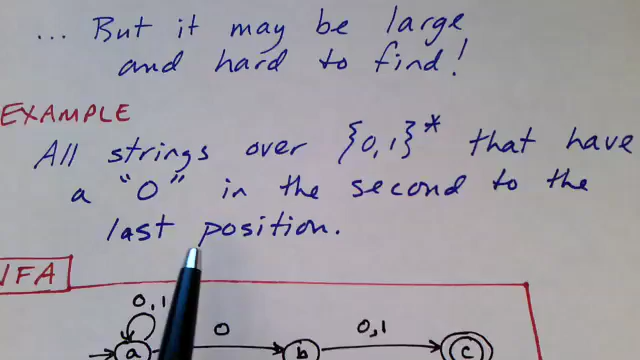 ... But it may be large
and hard to find!
EXAMPLE
All strings over {0,1}* that have
a "0" in the second to the
last position.
NFA
0,1
0
0,1
a
b
c